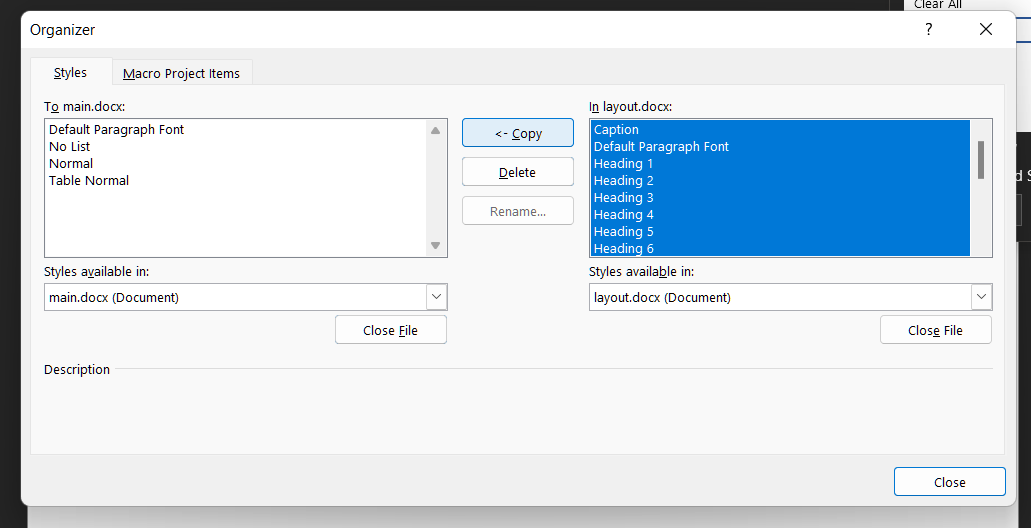 Clear All
Organizer
?
Styles
Macro Project Items
To main.docx:
Default Paragraph Font
No List
Normal
Table Normal
<- Copy
Delete
Rename...
In layout.docx:
Caption
Default Paragraph Font
Heading 1
Heading 2
Heading 3
Heading 4
Heading 5
Heading 6
Styles available in:
main.docx (Document)
Close File
Styles available in:
layout.docx (Document)
Close File
Description
Close